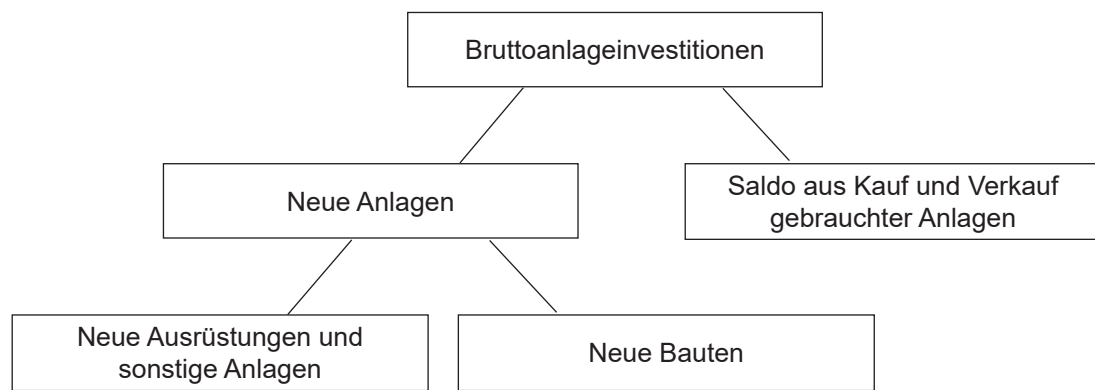 Bruttoanlageinvestitionen
Neue Anlagen
Saldo aus Kauf und Verkauf
gebrauchter Anlagen
Neue Ausrüstungen und
sonstige Anlagen
Neue Bauten